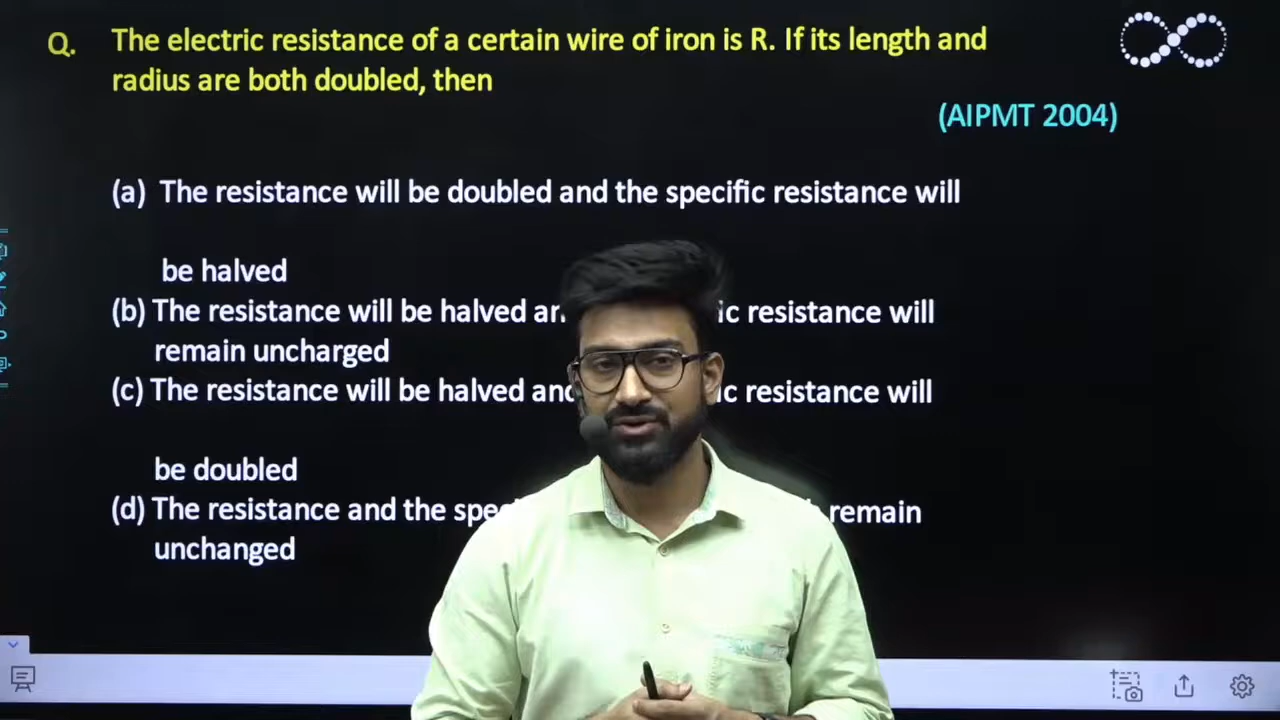 Q. The electric resistance of a certain wire of iron is R. If its length and
radius are both doubled, then
(AIPMT 2004)
(a) The resistance will be doubled and the specific resistance will
be halved
(b) The resistance will be halved an ic resistance will
remain uncharged
(c) The resistance will be halved and ic resistance will
be doubled
(d) The resistance and the spec remain
unchanged